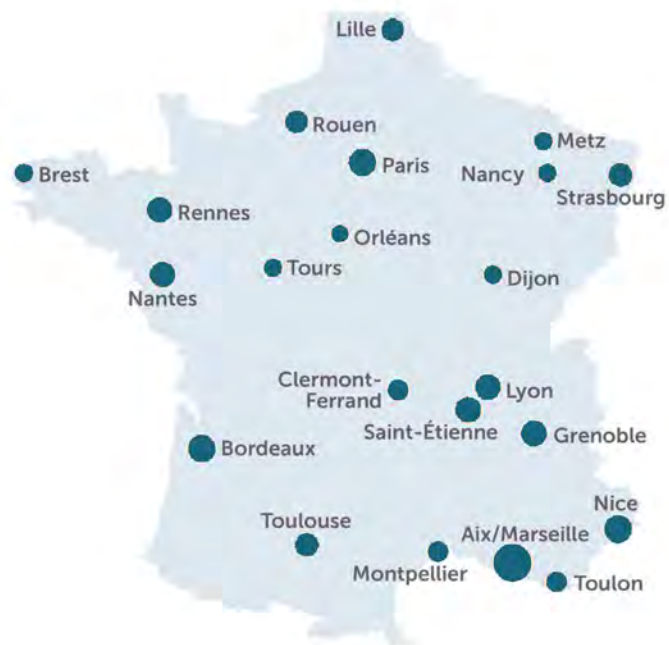 Lille
Rouen
Metz
Paris
Brest
Nancy
Strasbourg
Rennes
Orléans
Tours
Dijon
Nantes
Clermont-
Ferrand
Lyon
Saint-Étienne
Grenoble
Bordeaux
Nice
Toulouse
Aix/Marseille
Montpellier
Toulon